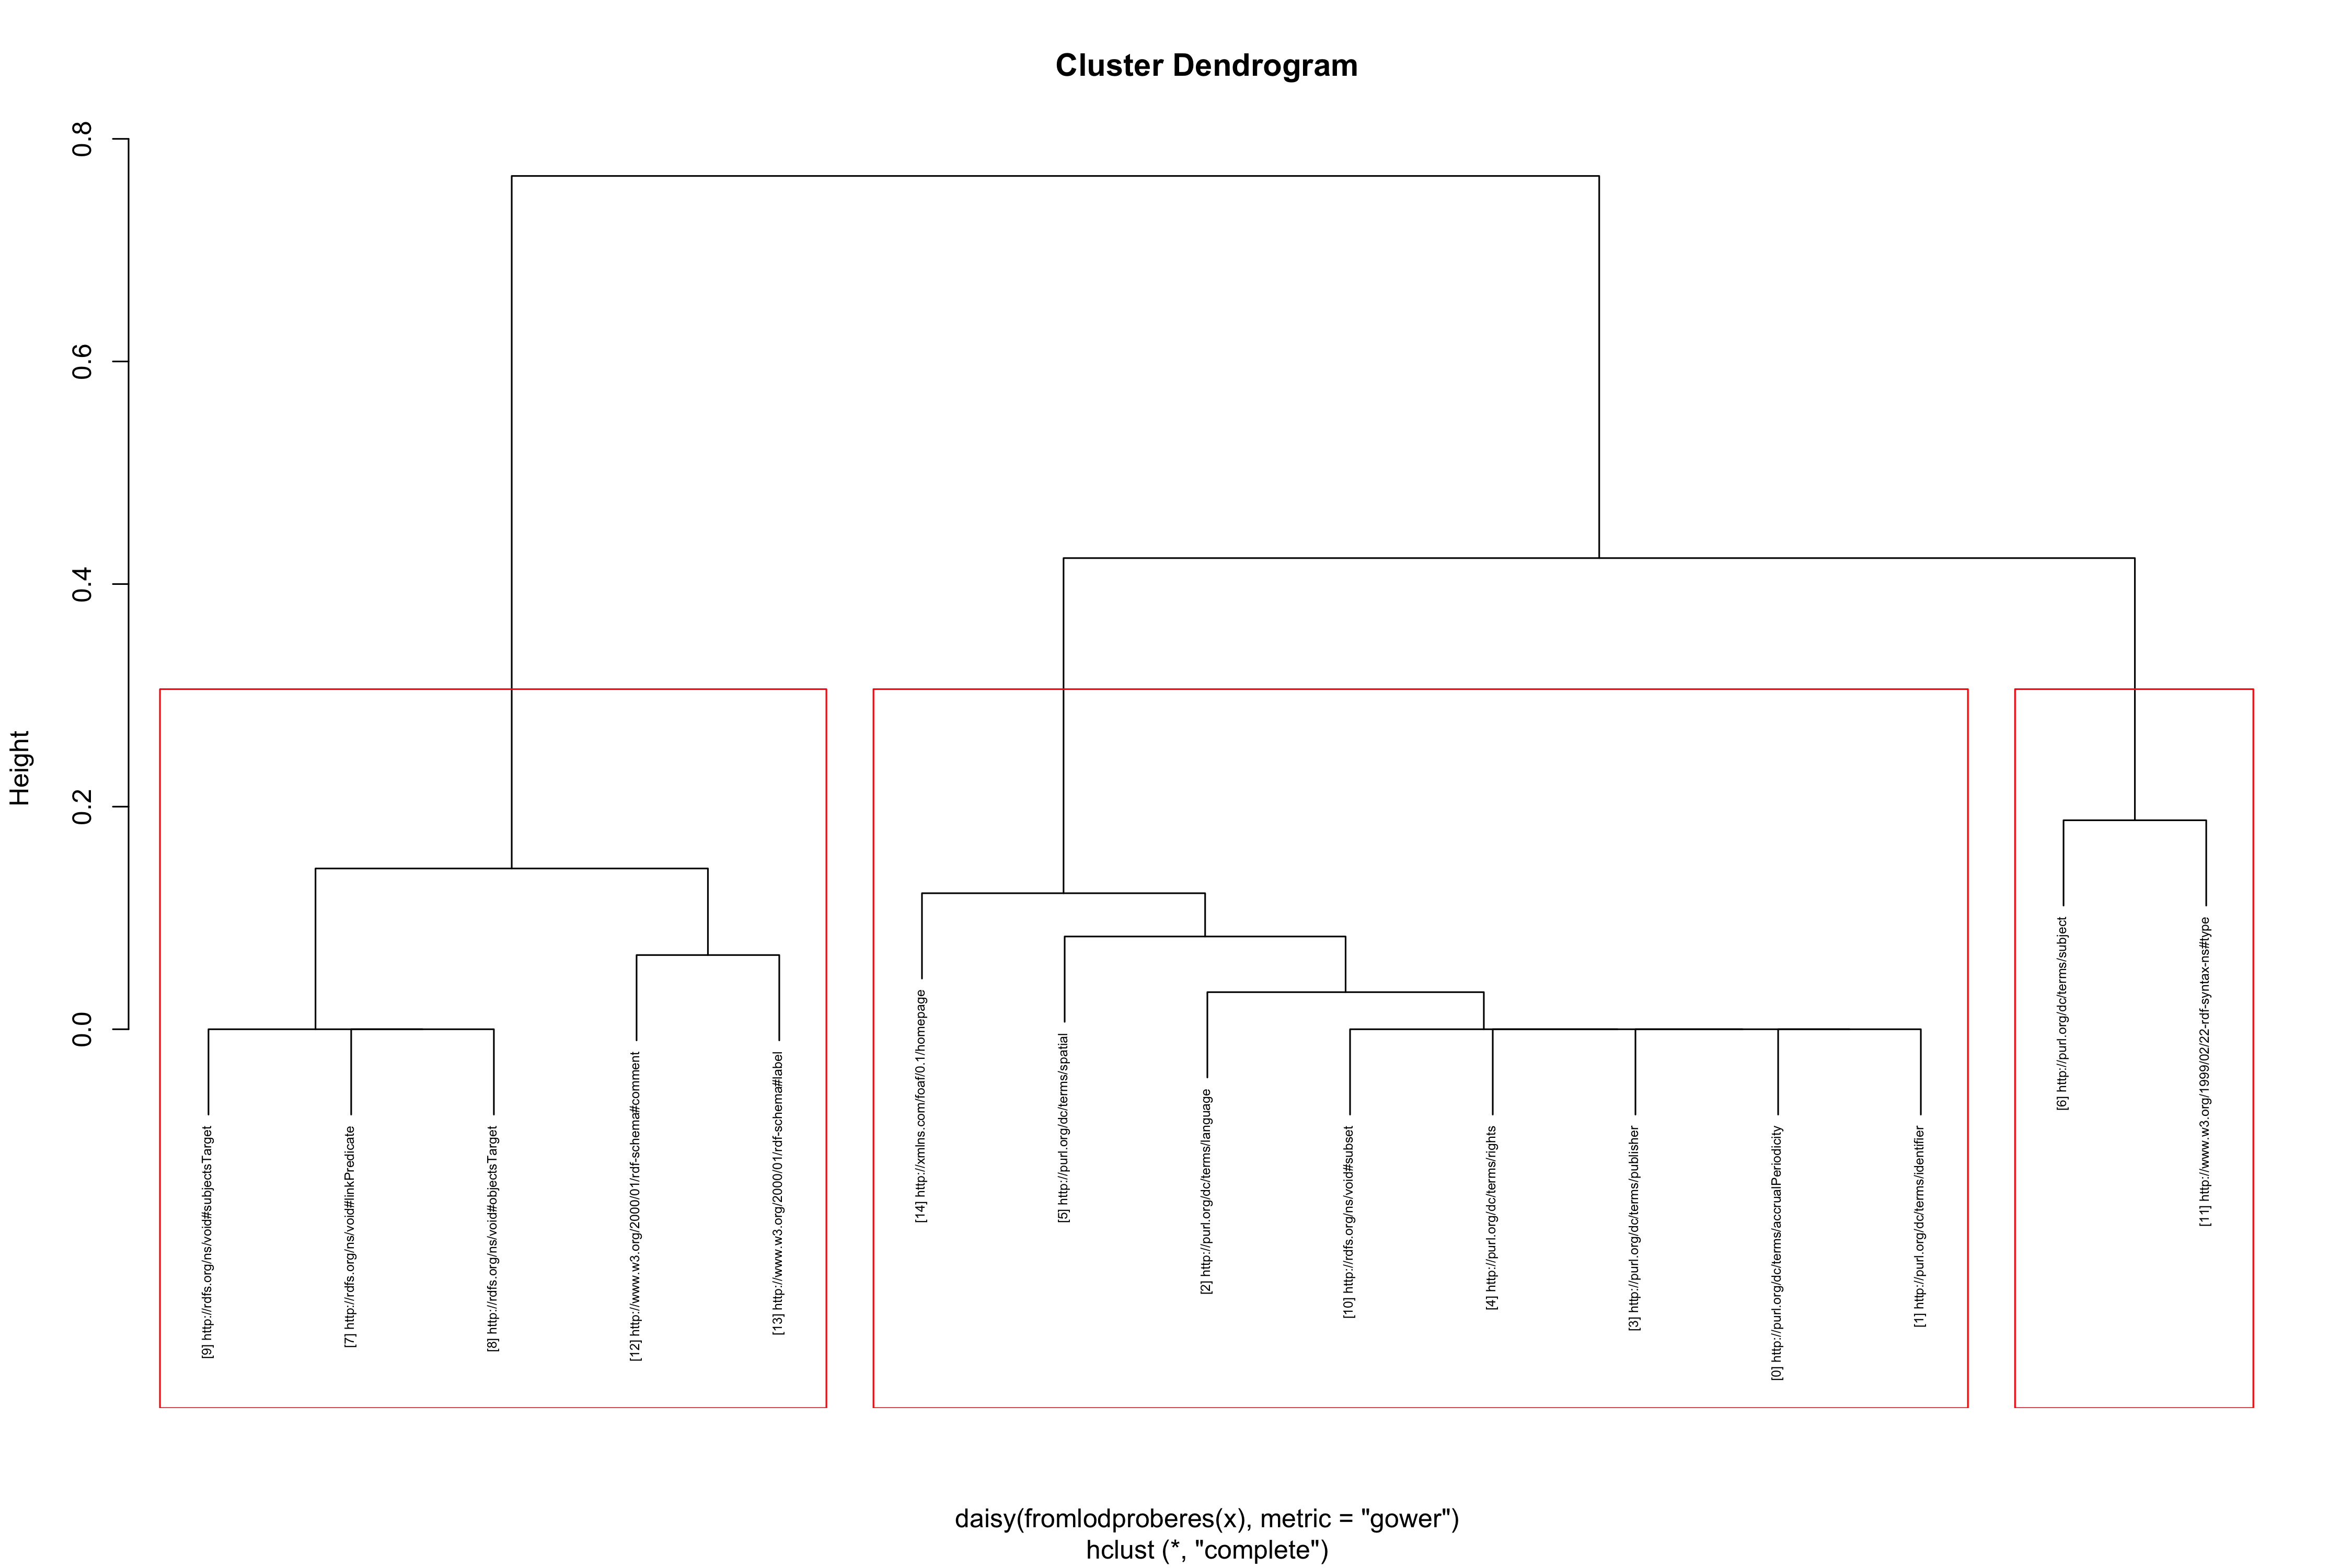 Cluster Dendrogram
Height
0.8
0.6
0.4
0.2
0.0
[9] http://rdfs.org/ns/void#subjectsTarget
[7] http://rdfs.org/ns/void#linkPredicate
[8] http://rdfs.org/ns/void#objectsTarget
[12] http://www.w3.org/2000/01/rdf-schema#comment
[13] http://www.w3.org/2000/01/rdf-schema#label
[14] http://xmlns.com/foaf/0.1/homepage
[5] http://purl.org/dc/terms/spatial
[2] http://purl.org/dc/terms/language
[10] http://rdfs.org/ns/void#subset
[4] http://purl.org/dc/terms/rights
[3] http://purl.org/dc/terms/publisher
[0] http://purl.org/dc/terms/accrualPeriodicity
[1] http://purl.org/dc/terms/identifier
[6] http://purl.org/dc/terms/subject
[11] http://www.w3.org/1999/02/22-rdf-syntax-ns#type
daisy(fromlodproberes(x), metric = "gower")
hclust (*, "complete")